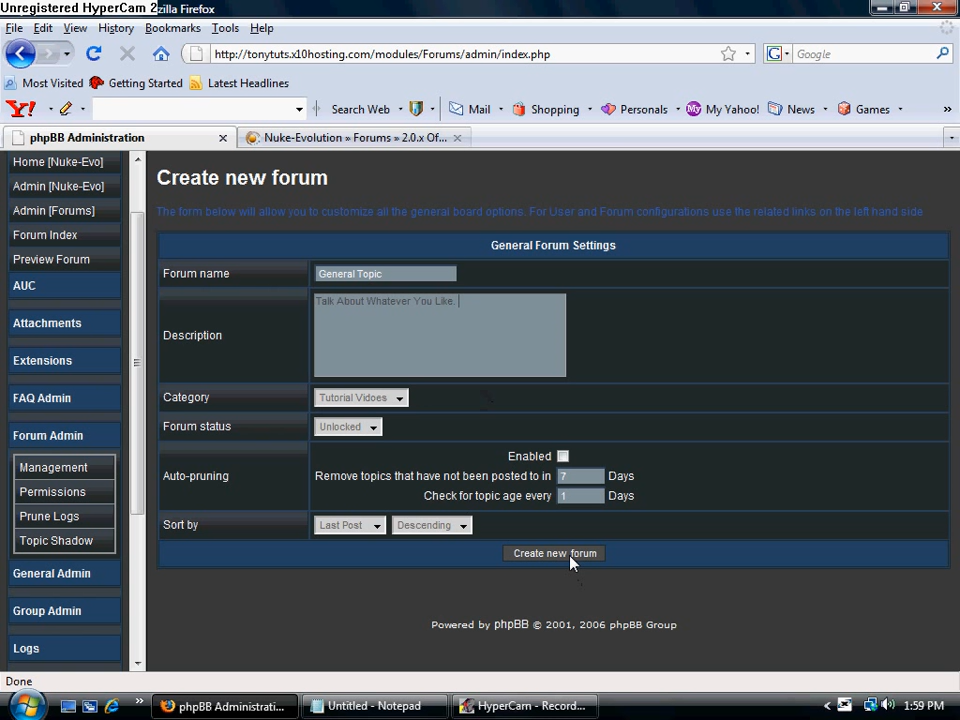 Unregistered HyperCam 2 zilla Firefox
File Edit View History Bookmarks Tools Help
http://tonytuts.x10hosting.com/modules/Forums/admin/index.php
G Google
Most Visited Getting Started Latest Headlines
Y! Search Web Mail Shopping Personals My Yahoo! News Games »
phpBB Administration
Nuke-Evolution » Forums » 2.0.x Of...
Home [Nuke-Evo]
Admin [Nuke-Evo]
Admin [Forums]
Forum Index
Preview Forum
AUC
Attachments
Extensions
FAQ Admin
Forum Admin
Management
Permissions
Prune Logs
Topic Shadow
General Admin
Group Admin
Logs
Create new forum
The form below will allow you to customize all the general board options. For User and Forum configurations use the related links on the left hand side
General Forum Settings
Forum name General Topic
Description Talk About Whatever You Like.
Category Tutorial Vidoes
Forum status Unlocked
Auto-pruning
Enabled
Remove topics that have not been posted to in 7 Days
Check for topic age every 1 Days
Sort by Last Post Descending
Create new forum
Powered by phpBB © 2001, 2006 phpBB Group
Done
» phpBB Administrati... Untitled - Notepad HyperCam - Record... 1:59 PM